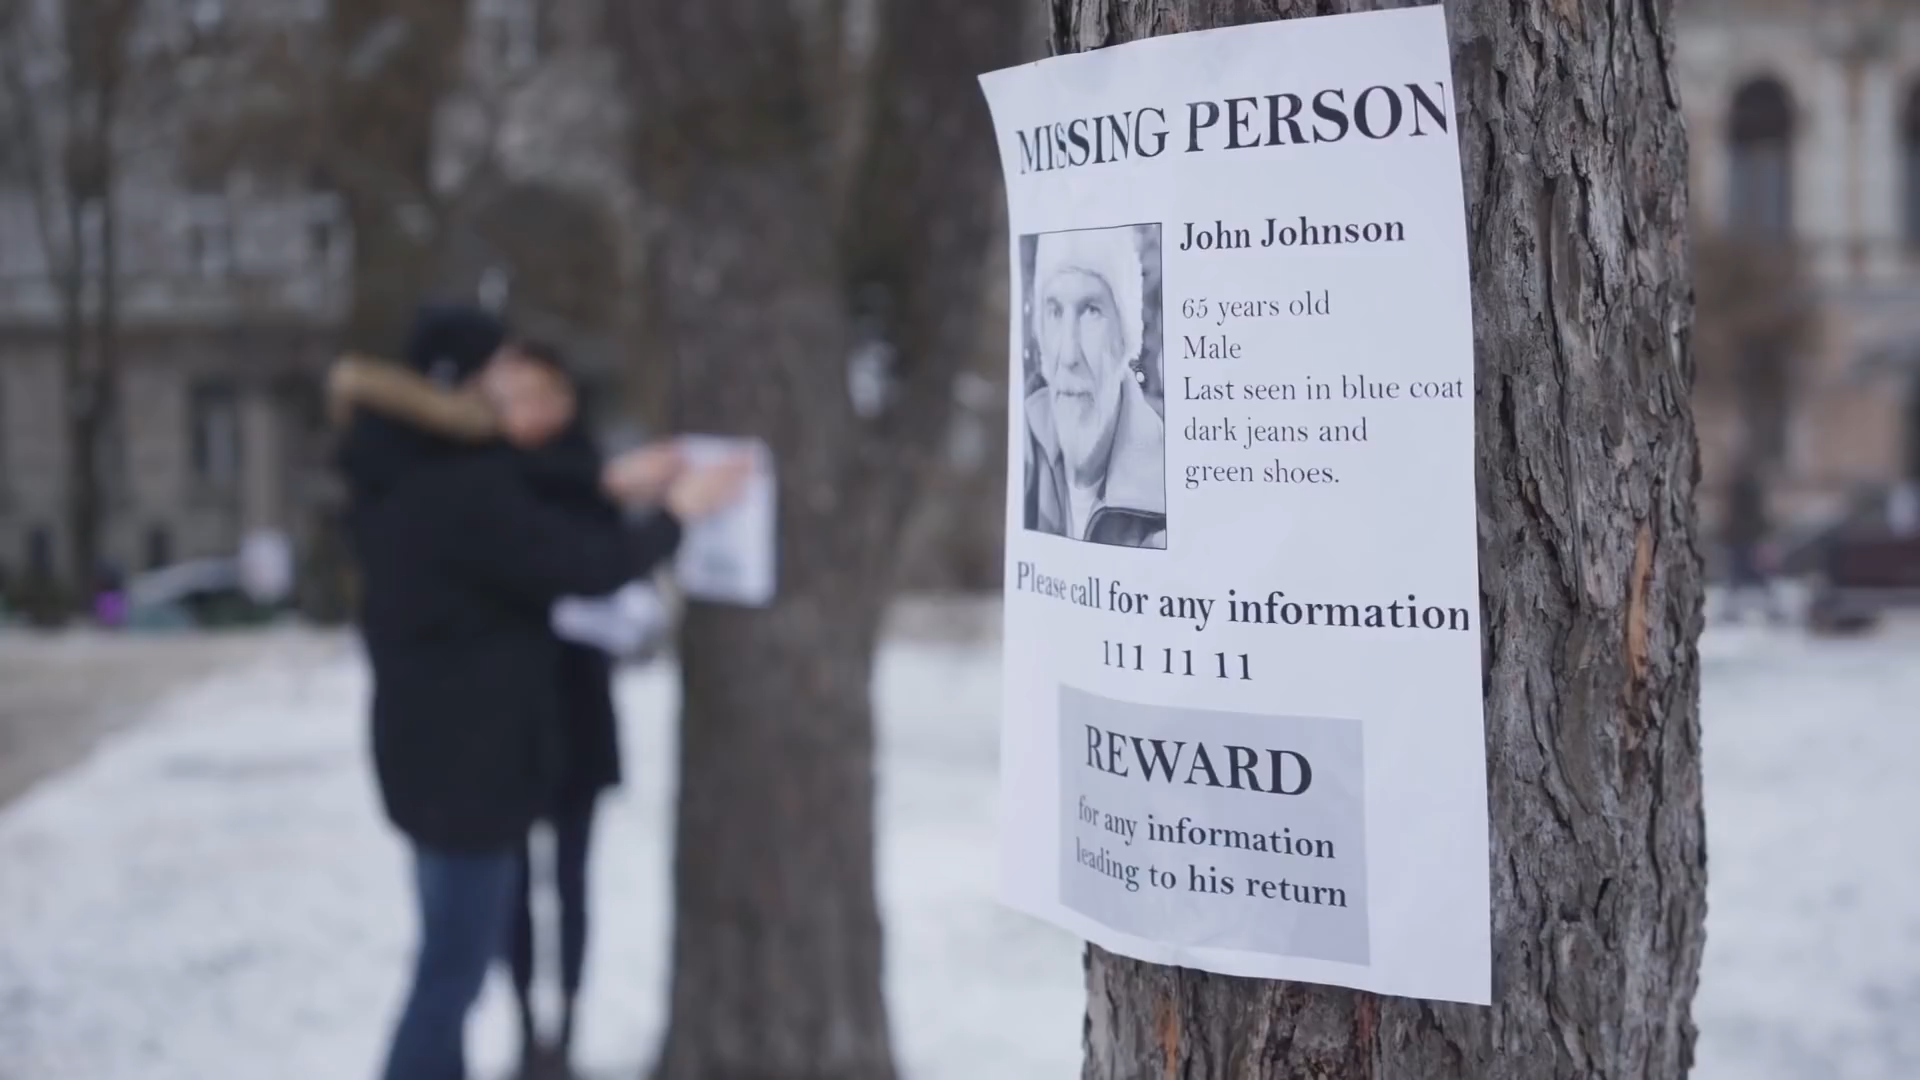 MISSING PERSON
John Johnson
65 years old
Male
Last seen in blue coat
dark jeans and
green shoes.
Please call for any information
111 11 11
REWARD
for any information
leading to his return